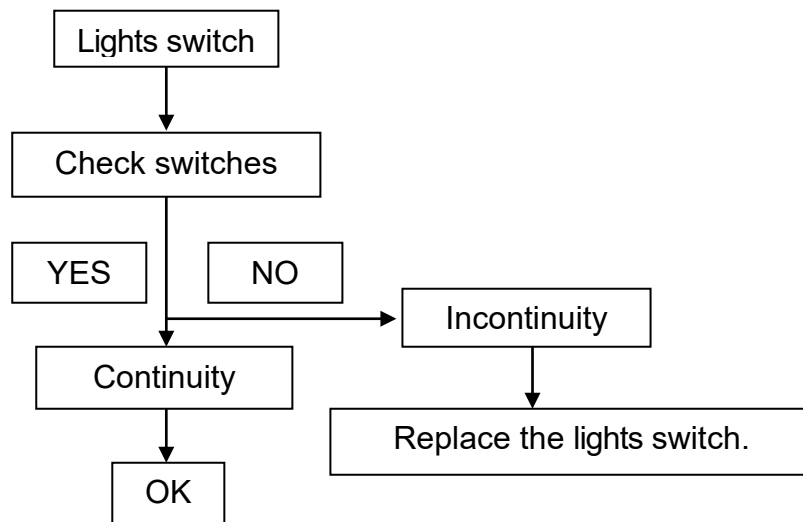 Lights switch
Check switches
YES
NO
Incontinuity
Continuity
Replace the lights switch.
OK